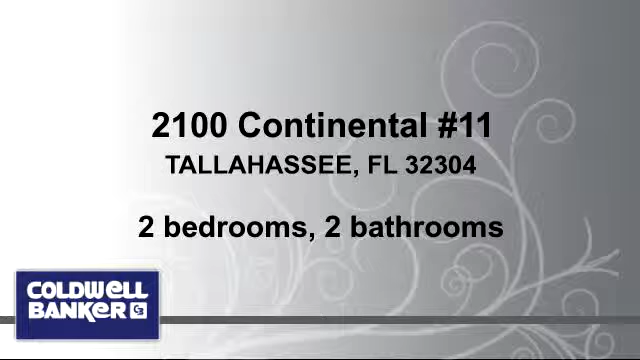 2100 Continental #11
TALLAHASSEE, FL 32304
2 bedrooms, 2 bathrooms
COLDWELL
BANKER